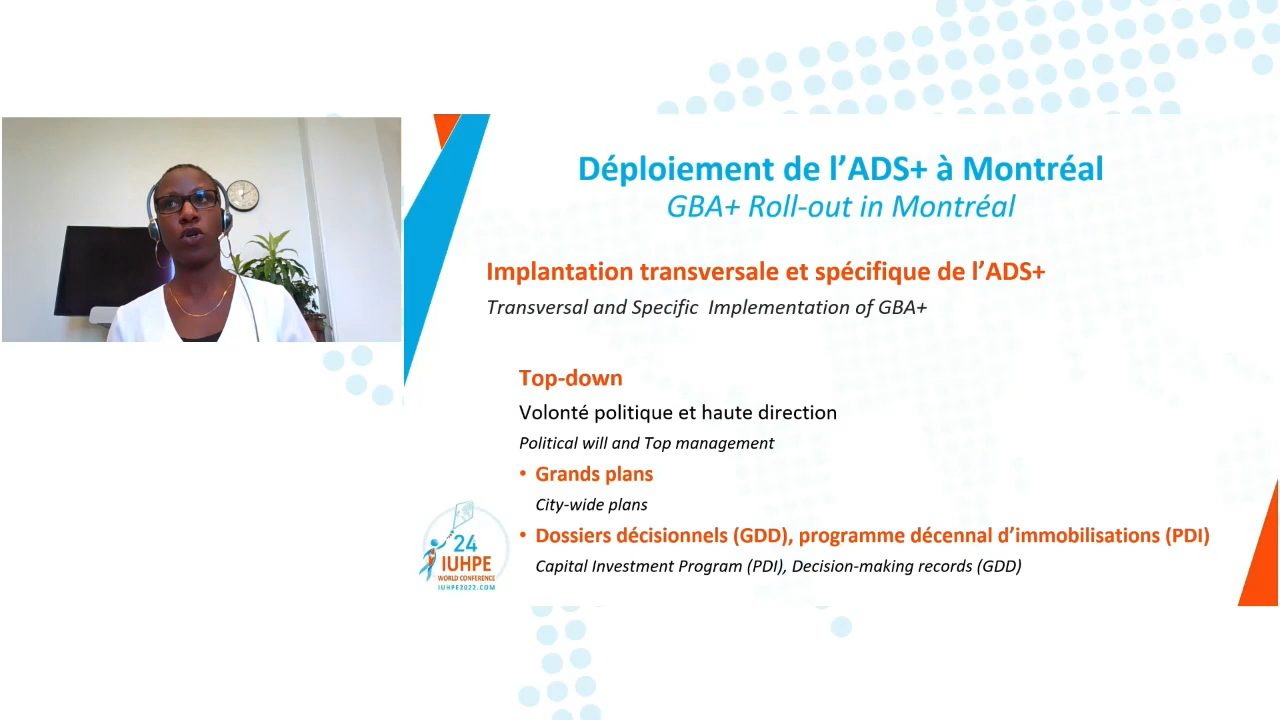 Déploiement de l'ADS+ à Montréal
GBA+ Roll-out in Montréal
Implantation transversale et spécifique de l'ADS+
Transversal and Specific Implementation of GBA+
Top-down
Volonté politique et haute direction
Political will and Top management
• Grands plans
City-wide plans
• Dossiers décisionnels (GDD), programme décennal d'immobilisations (PDI)
Capital Investment Program (PDI), Decision-making records (GDD)
24
IUHPE
WORLD CONFERENCE
IUHPE2022.COM